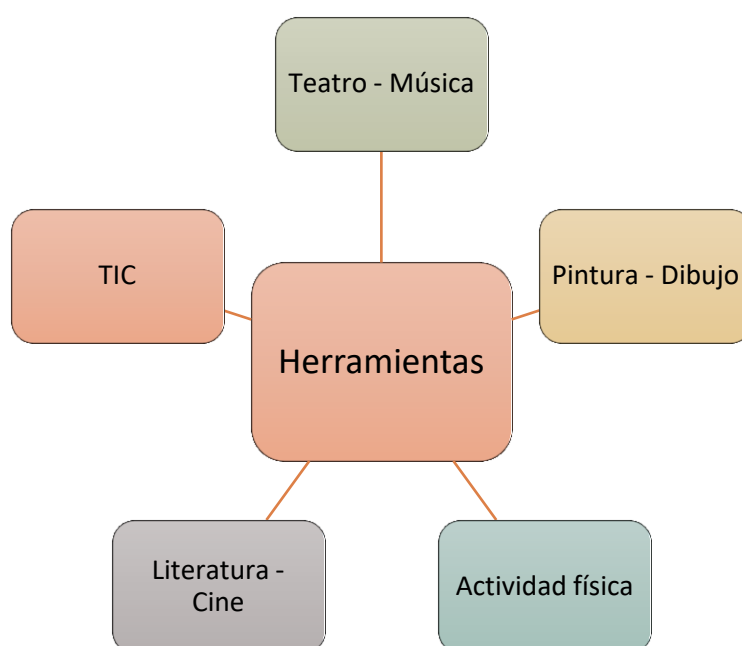 Teatro - Música
TIC
Pintura - Dibujo
Herramientas
Literatura -
Cine
Actividad física